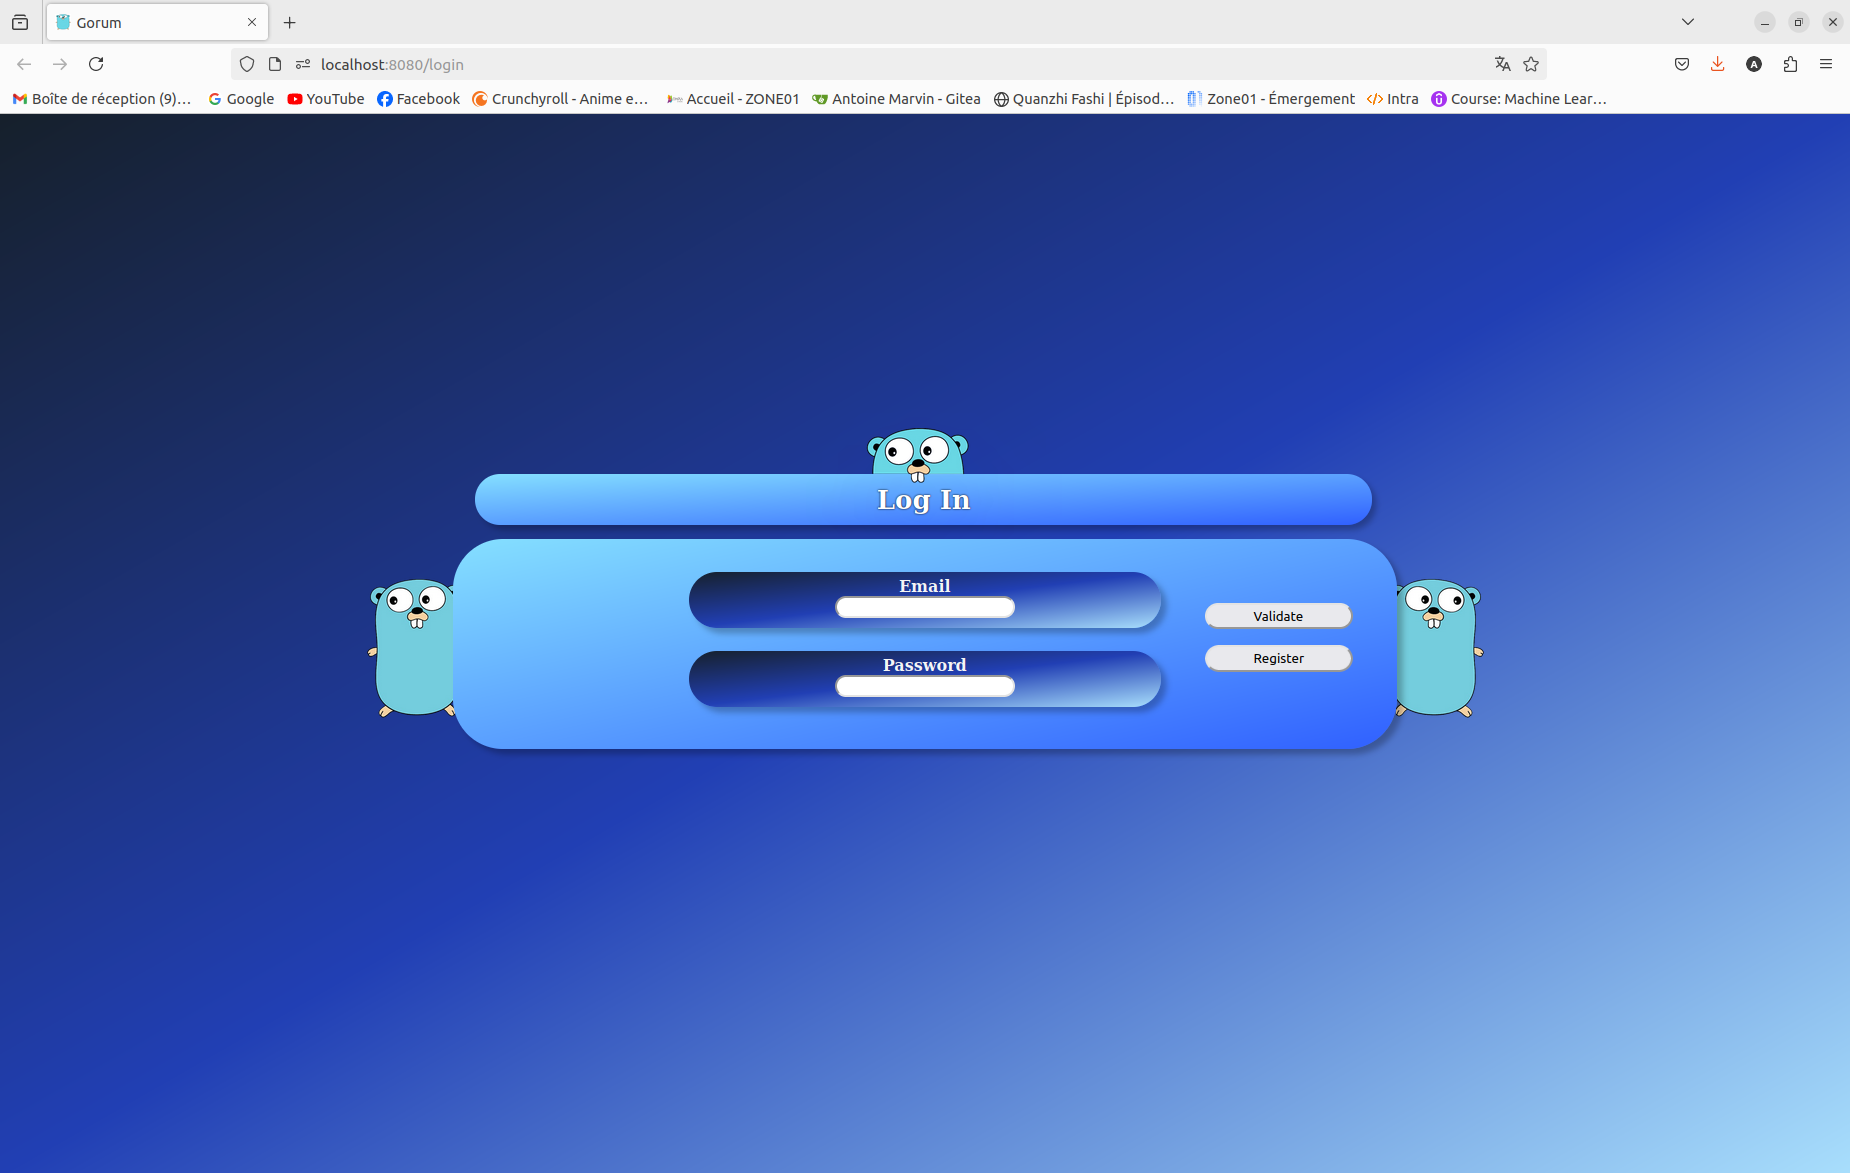 Gorum
localhost:8080/login
A
Boîte de réception (9)… Google YouTube Facebook Crunchyroll - Anime e… Accueil - ZONE01 Antoine Marvin - Gitea Quanzhi Fashi | Épisod… Zone01 - Émergement Intra Course: Machine Lear…
Log In
Email
Validate
Register
Password